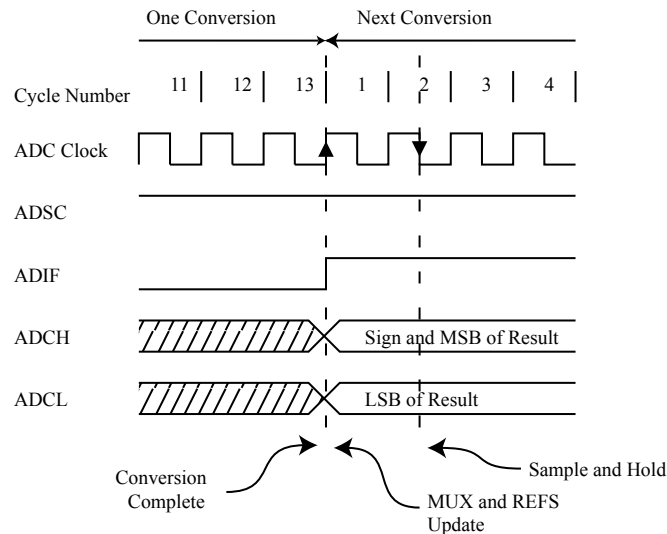 One Conversion Next Conversion
Cycle Number 11 12 13 1 2 3 4
ADC Clock
ADSC
ADIF
ADCH Sign and MSB of Result
ADCL LSB of Result
Conversion
Complete
MUX and REFS
Update
Sample and Hold